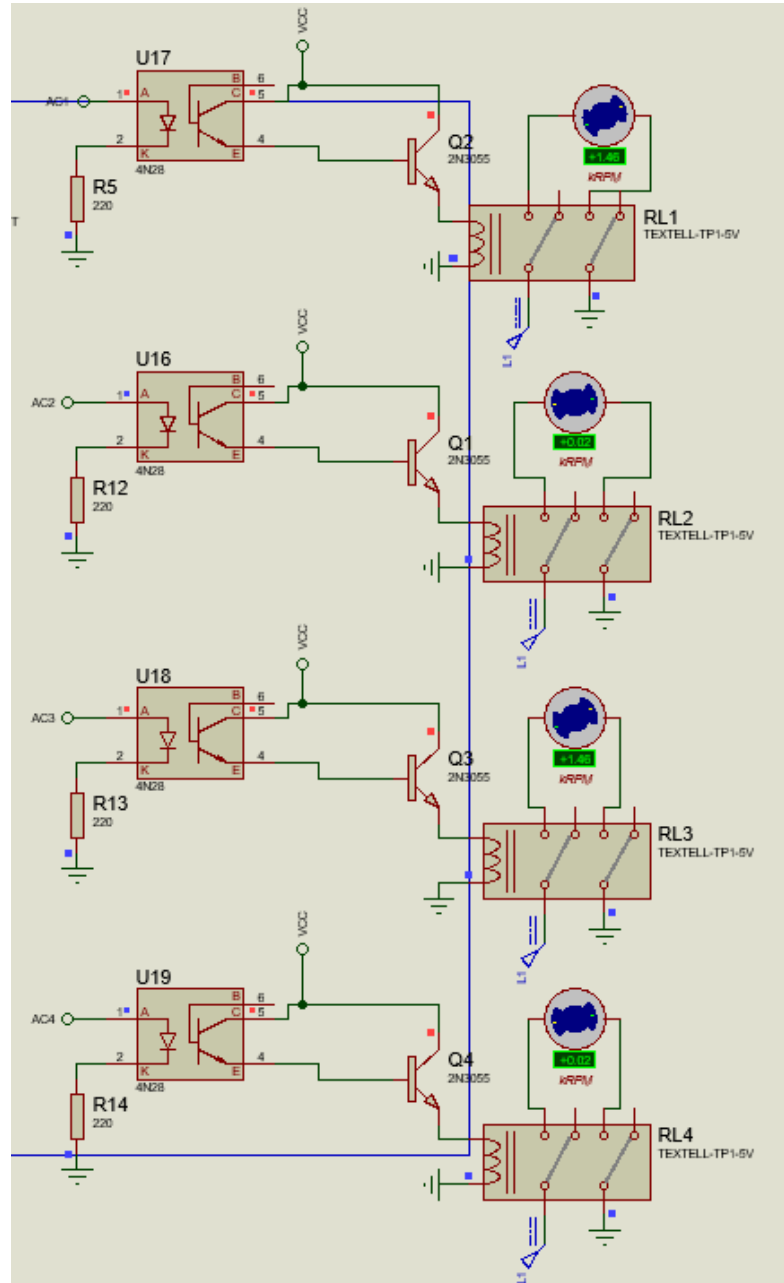 VCC
U17
B 6
AC1
1 A
C 5
2 K
E 4
4N28
Q2
2N3055
+1.46
kRPM
R5
220
T
RL1
TEXTELL-TP1-5V
L1
VCC
U16
B 6
AC2
1 A
C 5
2 K
E 4
4N28
Q1
2N3055
+0.02
kRPM
R12
220
RL2
TEXTELL-TP1-5V
L1
VCC
U18
B 6
AC3
1 A
C 5
2 K
E 4
4N28
Q3
2N3055
+1.46
kRPM
R13
220
RL3
TEXTELL-TP1-5V
L1
VCC
U19
B 6
AC4
1 A
C 5
2 K
E 4
4N28
Q4
2N3055
+0.02
kRPM
R14
220
RL4
TEXTELL-TP1-5V
L1